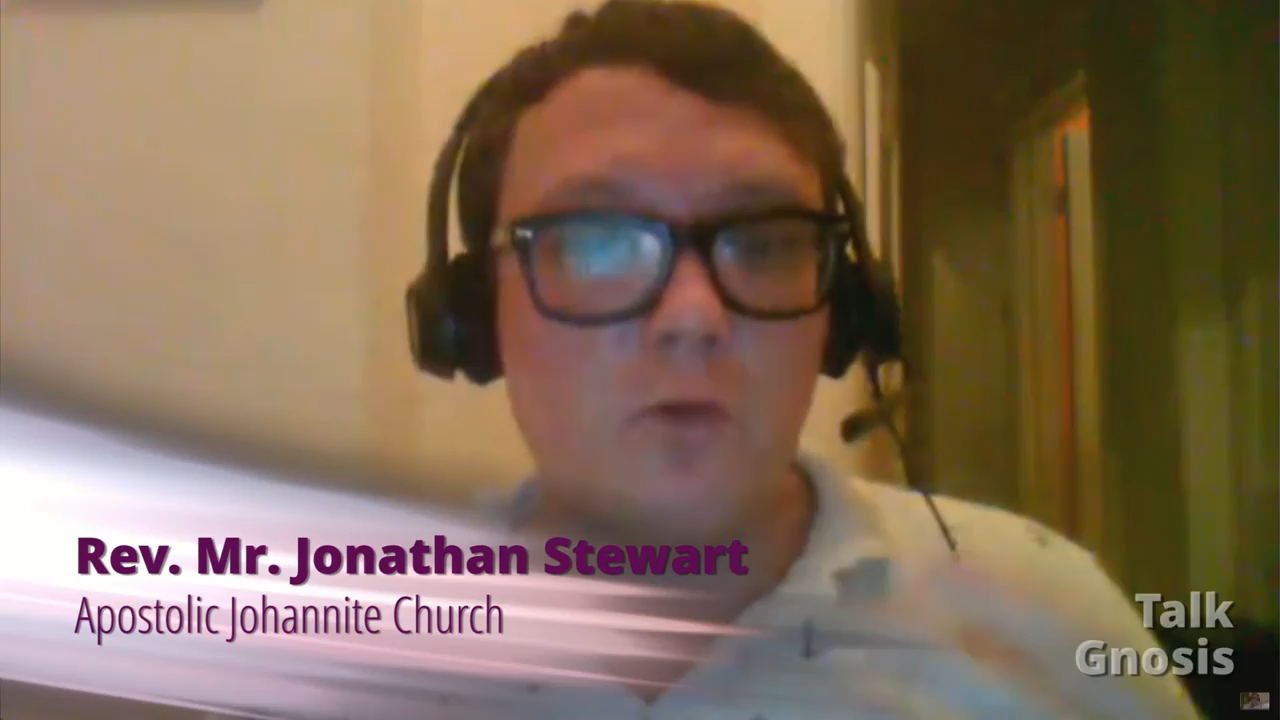 Rev. Mr. Jonathan Stewart
Apostolic Johannite Church
Talk
Gnosis